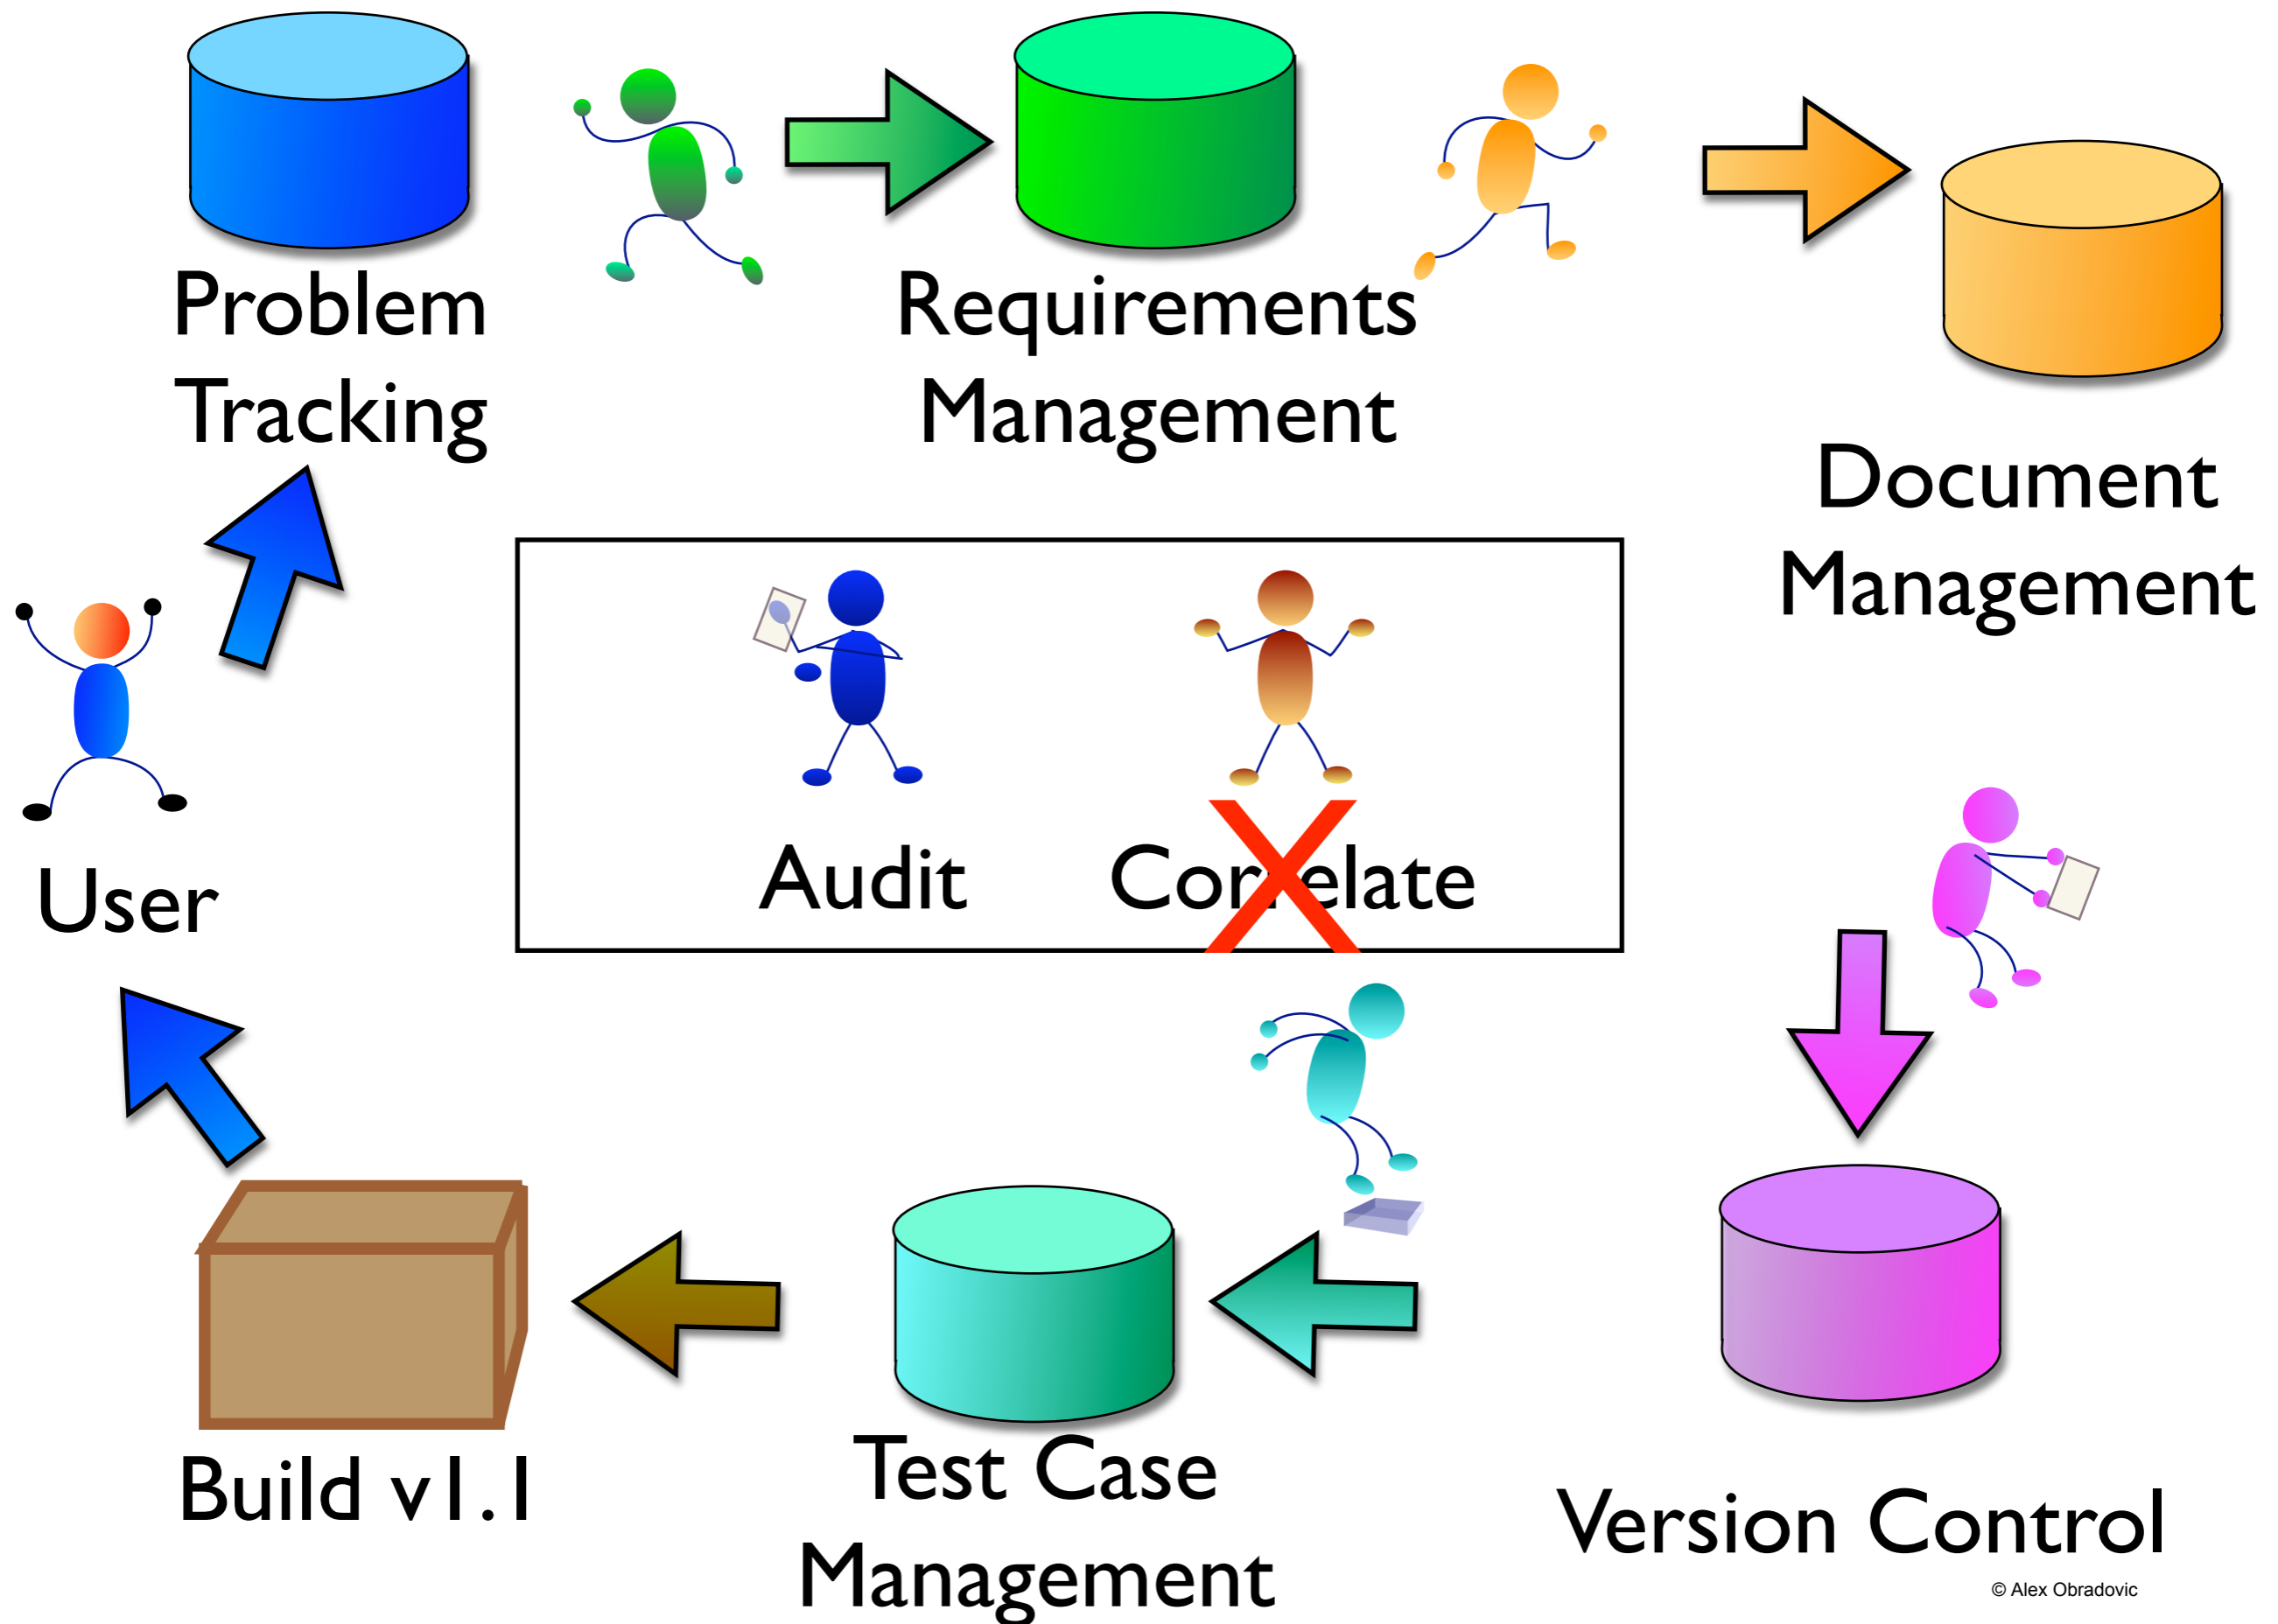 Problem
Tracking
Requirements
Management
Document
Management
User
Audit
Correlate
X
Build v1.1
Test Case
Management
Version Control
© Alex Obradovic